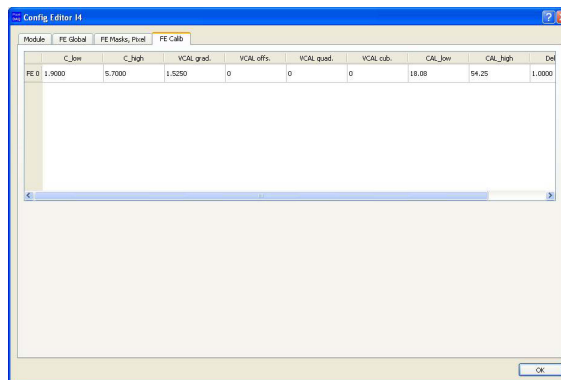 Config Editor I4
Module FE Global FE Masks, Pixel FE Calib
C_low C_high VCAL grad. VCAL offs. VCAL quad. VCAL cub. CAL_low CAL_high Del
FE 0 1.9000 5.7000 1.5250 0 0 0 18.08 54.25 1.0000
OK